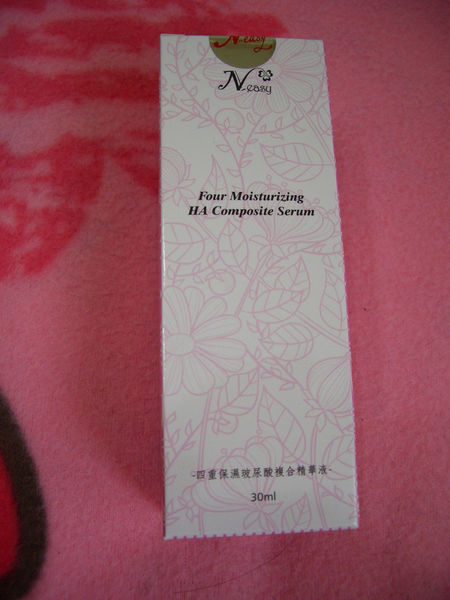 N-easy
N-easy
Four Moisturizing
HA Composite Serum
-四重保濕玻尿酸複合精華液-
30ml